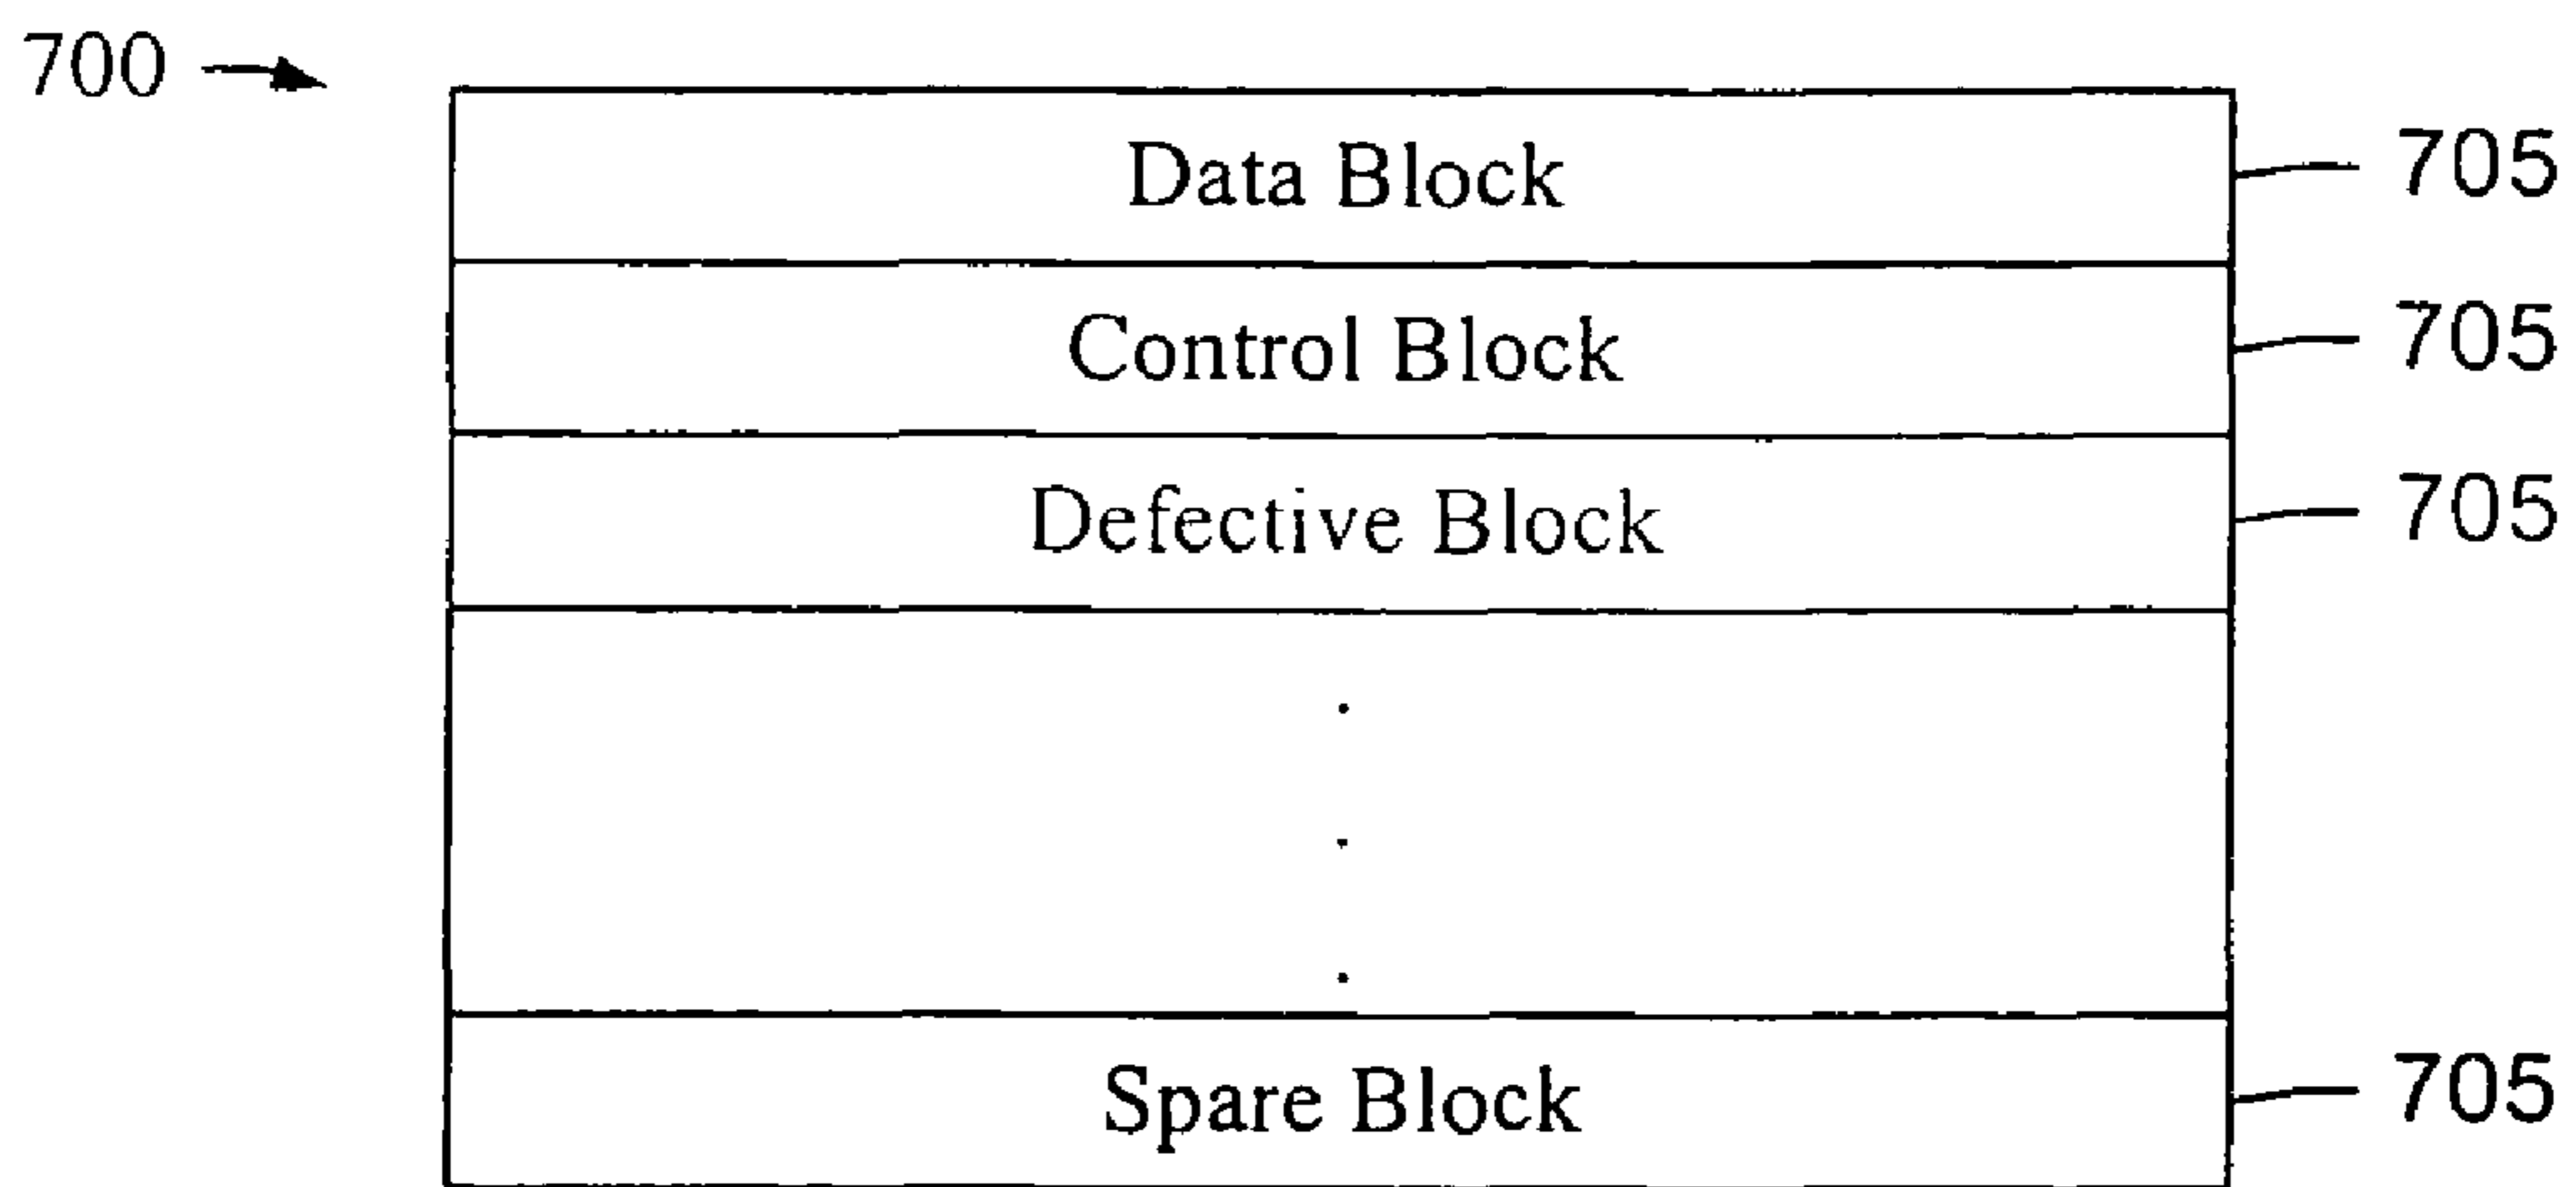 700
Data Block 705
Control Block 705
Defective Block 705
.
.
.
Spare Block 705